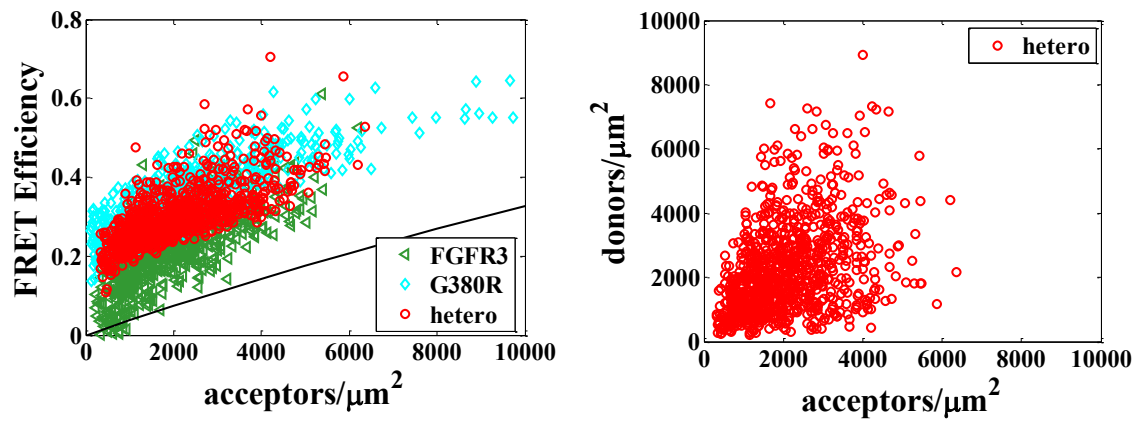 0.8
0.6
0.4
0.2
0
FRET Efficiency
FGFR3
G380R
hetero
0 2000 4000 6000 8000 10000
acceptors/μm²
10000
8000
6000
4000
2000
0
donors/μm²
hetero
0 2000 4000 6000 8000 10000
acceptors/μm²